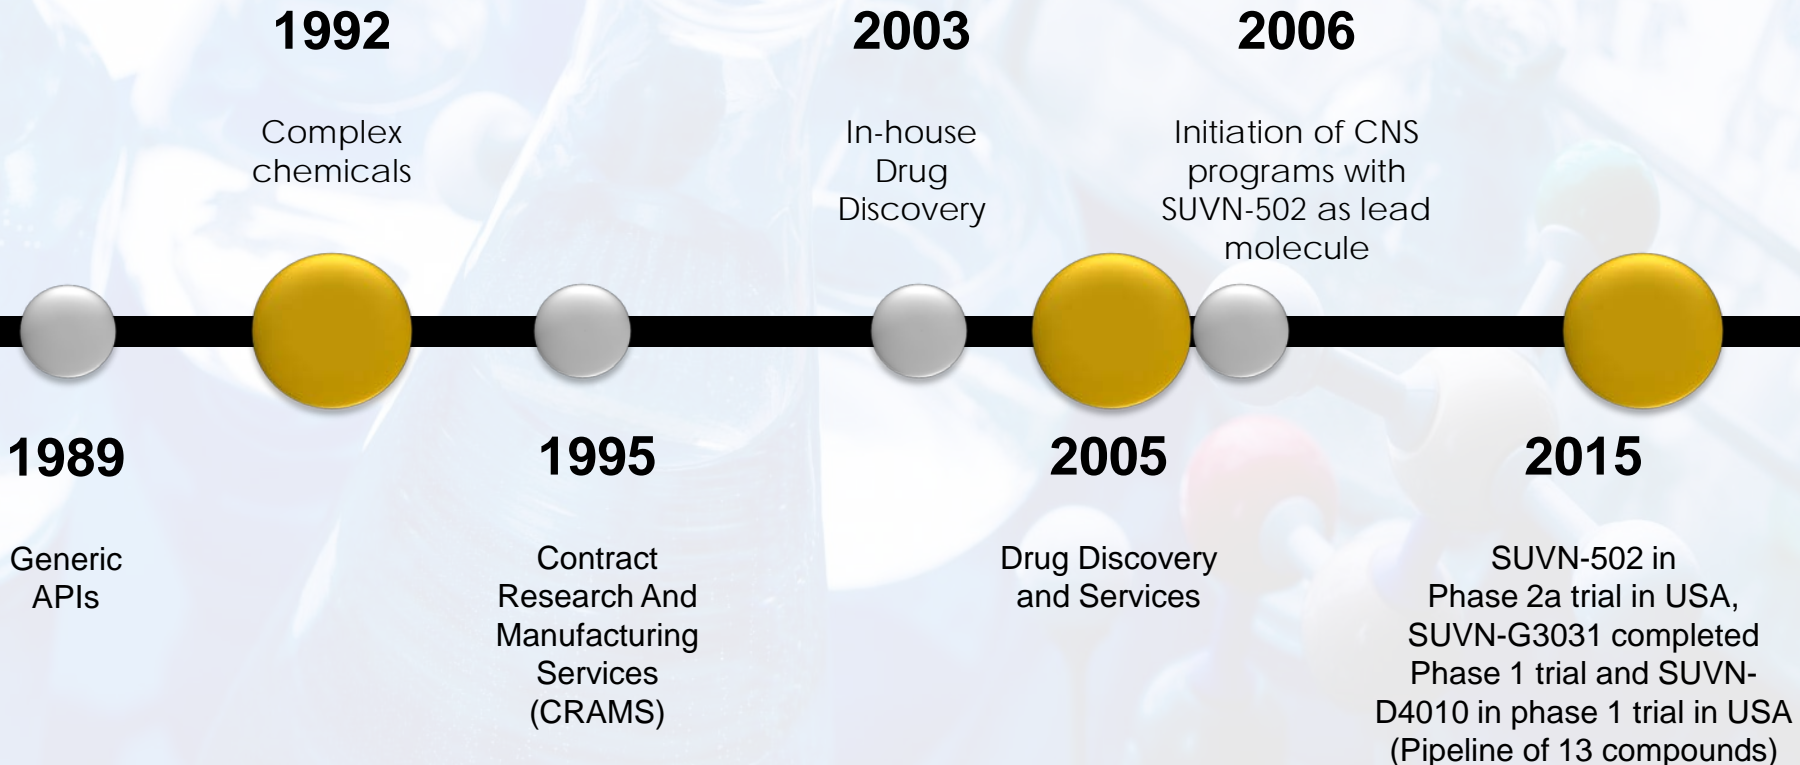 1992
Complex
chemicals
2003
In-house
Drug
Discovery
2006
Initiation of CNS
programs with
SUVN-502 as lead
molecule
1989
Generic
APIs
1995
Contract
Research And
Manufacturing
Services
(CRAMS)
2005
Drug Discovery
and Services
2015
SUVN-502 in
Phase 2a trial in USA,
SUVN-G3031 completed
Phase 1 trial and SUVN-
D4010 in phase 1 trial in USA
(Pipeline of 13 compounds)